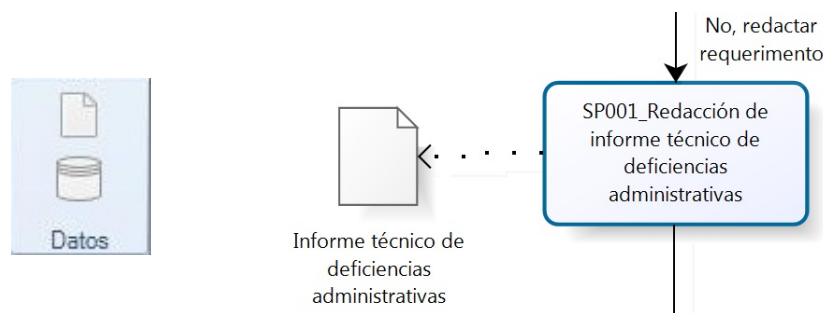 No, redactar
requerimento
SP001_Redacción de
informe técnico de
deficiencias
administrativas
Datos
Informe técnico de
deficiencias
administrativas